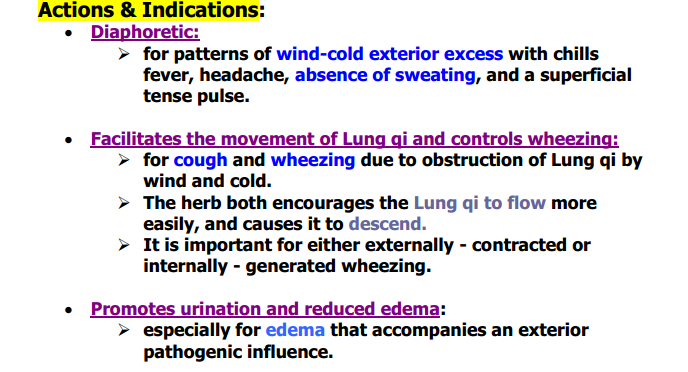 Actions & Indications:
• Diaphoretic:
➢ for patterns of wind-cold exterior excess with chills
fever, headache, absence of sweating, and a superficial
tense pulse.
• Facilitates the movement of Lung qi and controls wheezing:
➢ for cough and wheezing due to obstruction of Lung qi by
wind and cold.
➢ The herb both encourages the Lung qi to flow more
easily, and causes it to descend.
➢ It is important for either externally - contracted or
internally - generated wheezing.
• Promotes urination and reduced edema:
➢ especially for edema that accompanies an exterior
pathogenic influence.